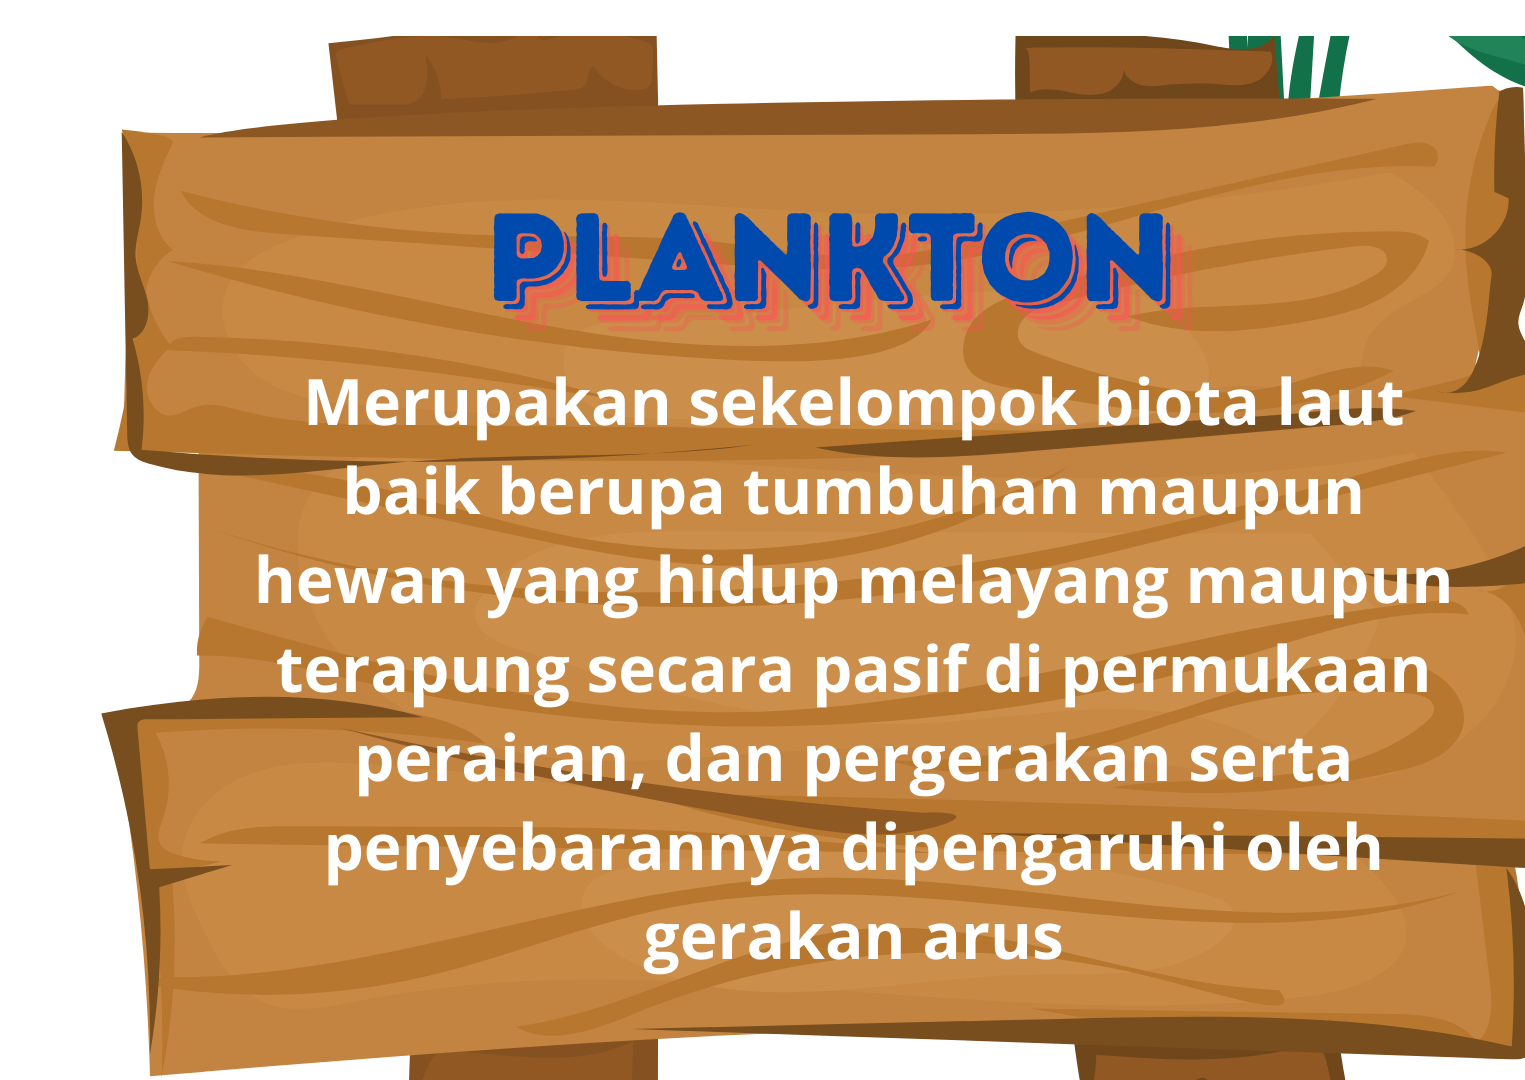 PLANKTON
Merupakan sekelompok biota laut
baik berupa tumbuhan maupun
hewan yang hidup melayang maupun
terapung secara pasif di permukaan
perairan, dan pergerakan serta
penyebarannya dipengaruhi oleh
gerakan arus